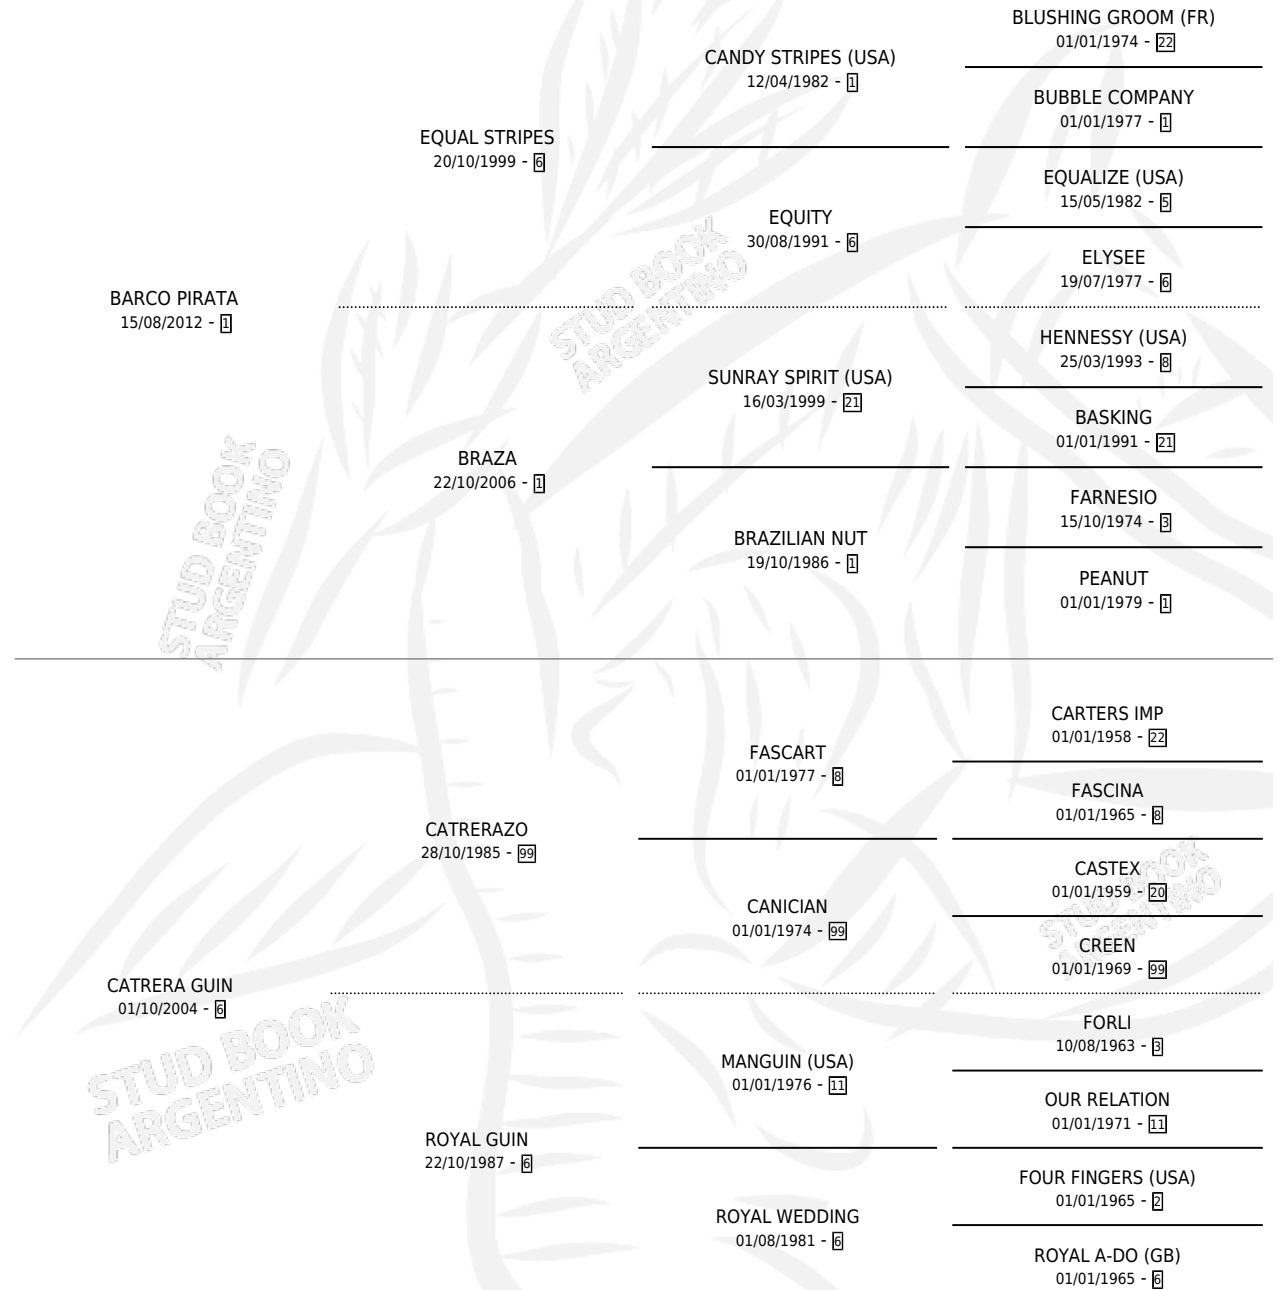 BLUSHING GROOM (FR)
01/01/1974 - 22
CANDY STRIPES (USA)
12/04/1982 - 1
BUBBLE COMPANY
01/01/1977 - 1
EQUAL STRIPES
20/10/1999 - 6
EQUALIZE (USA)
15/05/1982 - 5
EQUITY
30/08/1991 - 6
ELYSEE
19/07/1977 - 6
BARCO PIRATA
15/08/2012 - 1
HENNESSY (USA)
25/03/1993 - 8
SUNRAY SPIRIT (USA)
16/03/1999 - 21
BASKING
01/01/1991 - 21
BRAZA
22/10/2006 - 1
FARNESIO
15/10/1974 - 3
BRAZILIAN NUT
19/10/1986 - 1
PEANUT
01/01/1979 - 1
STUD BOOK
ARGENTINO
STUD BOOK
ARGENTINO
CARTERS IMP
01/01/1958 - 22
FASCART
01/01/1977 - 8
FASCINA
01/01/1965 - 8
CATRERAZO
28/10/1985 - 99
CASTEX
01/01/1959 - 20
CANICIAN
01/01/1974 - 99
CREEN
01/01/1969 - 99
CATRERA GUIN
01/10/2004 - 6
FORLI
10/08/1963 - 3
MANGUIN (USA)
01/01/1976 - 11
OUR RELATION
01/01/1971 - 11
ROYAL GUIN
22/10/1987 - 6
FOUR FINGERS (USA)
01/01/1965 - 2
ROYAL WEDDING
01/08/1981 - 6
ROYAL A-DO (GB)
01/01/1965 - 6
STUD BOOK
ARGENTINO
STUD BOOK
ARGENTINO